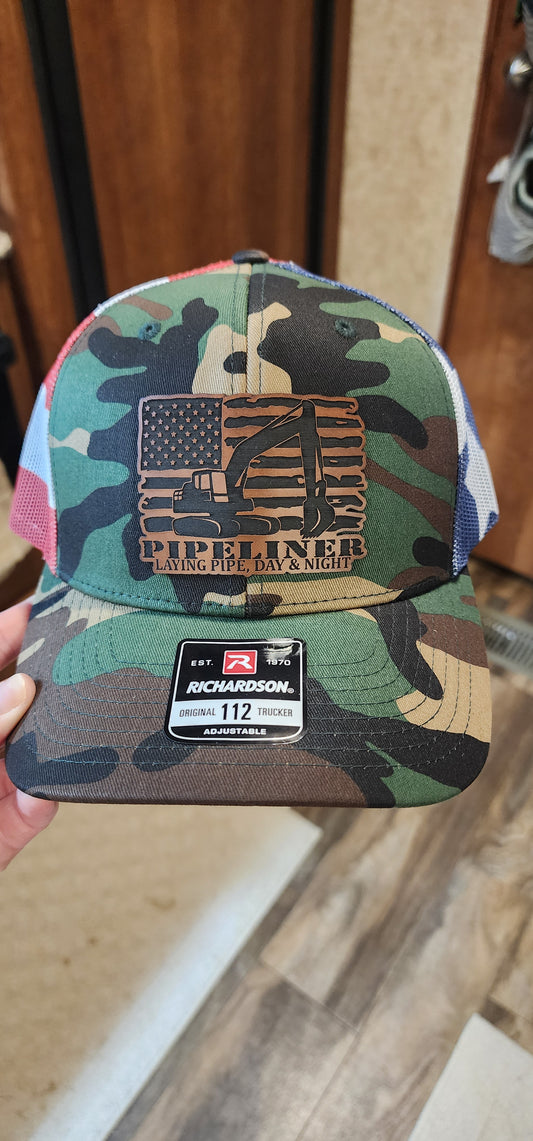 PIPELINER
LAYING PIPE, DAY & NIGHT
EST. R 1970
RICHARDSON®
ORIGINAL 112 TRUCKER
ADJUSTABLE